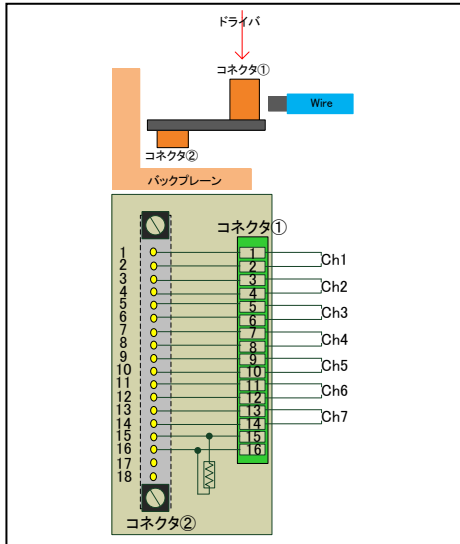 ドライバ
コネクタ①
Wire
コネクタ②
バックプレーン
コネクタ①
1 1
2 2 Ch1
3 3
4 4 Ch2
5 5
6 6 Ch3
7 7
8 8 Ch4
9 9
10 10 Ch5
11 11
12 12 Ch6
13 13
14 14 Ch7
15 15
16 16
17
18
コネクタ②